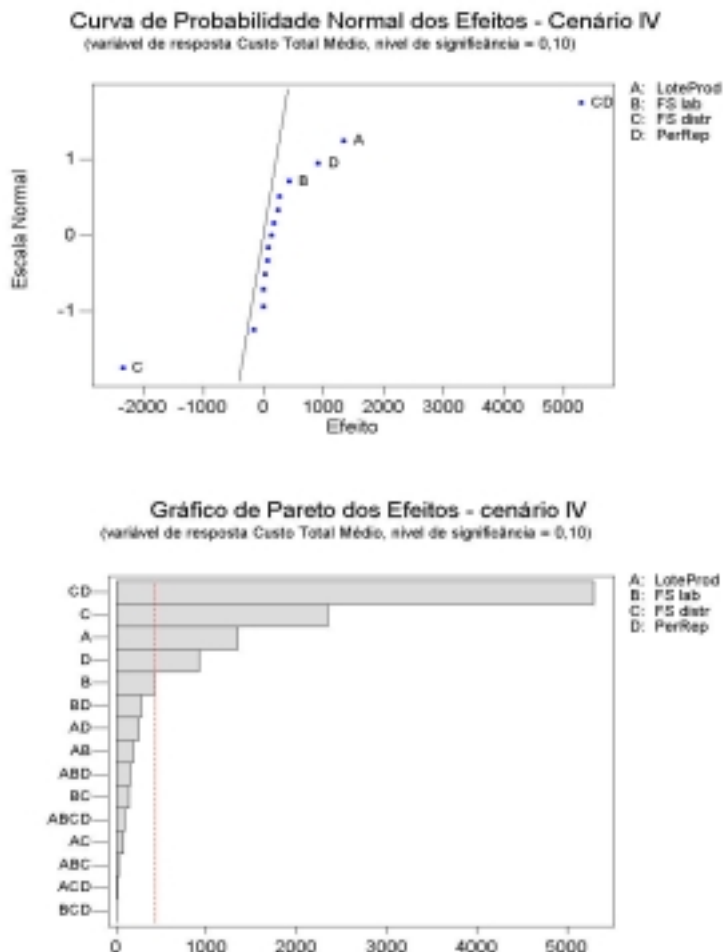 Curva de Probabilidade Normal dos Efeitos - Cenário IV
(variável de resposta Custo Total Médio, nível de significância = 0,10)
A: LoteProd
B: FS lab
C: FS distr
D: PerRep
CD
A
D
B
C
Escala Normal
1
0
-1
-2000 -1000 0 1000 2000 3000 4000 5000
Efeito
Gráfico de Pareto dos Efeitos - cenário IV
(variável de resposta Custo Total Médio, nível de significância = 0,10)
A: LoteProd
B: FS lab
C: FS distr
D: PerRep
CD
C
A
D
B
BD
AD
AB
ABD
BC
ABCD
AC
ABC
ACD
BCD
0 1000 2000 3000 4000 5000